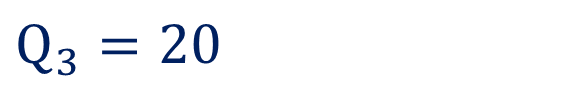 Q₃ = 20